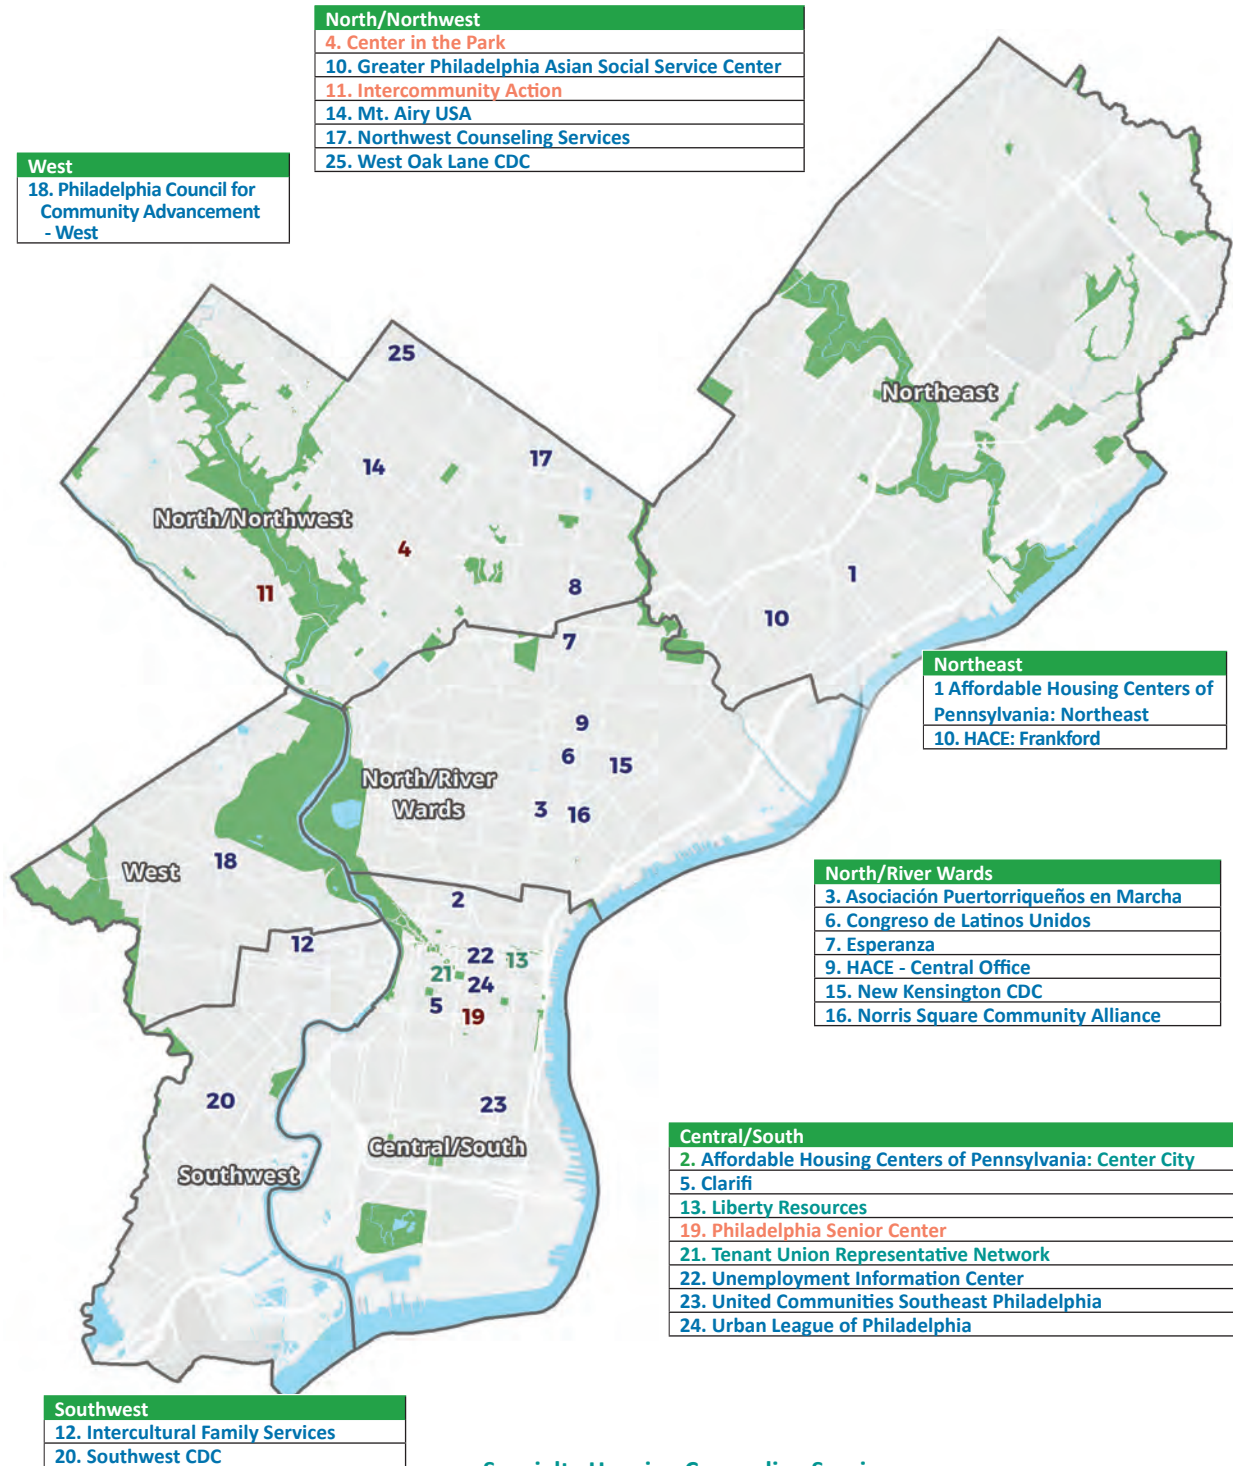 North/Northwest
4. Center in the Park
10. Greater Philadelphia Asian Social Service Center
11. Intercommunity Action
14. Mt. Airy USA
17. Northwest Counseling Services
25. West Oak Lane CDC
West
18. Philadelphia Council for
Community Advancement
- West
25
Northeast
14
17
North/Northwest
4
11
8
1
10
7
Northeast
1 Affordable Housing Centers of
Pennsylvania: Northeast
10. HACE: Frankford
9
6
15
North/River
Wards
3
16
West
18
North/River Wards
3. Asociación Puertorriqueños en Marcha
6. Congreso de Latinos Unidos
7. Esperanza
9. HACE - Central Office
15. New Kensington CDC
16. Norris Square Community Alliance
2
12
22
13
21
24
5
19
20
23
Central/South
Southwest
Central/South
2. Affordable Housing Centers of Pennsylvania: Center City
5. Clarifi
13. Liberty Resources
19. Philadelphia Senior Center
21. Tenant Union Representative Network
22. Unemployment Information Center
23. United Communities Southeast Philadelphia
24. Urban League of Philadelphia
Southwest
12. Intercultural Family Services
20. Southwest CDC